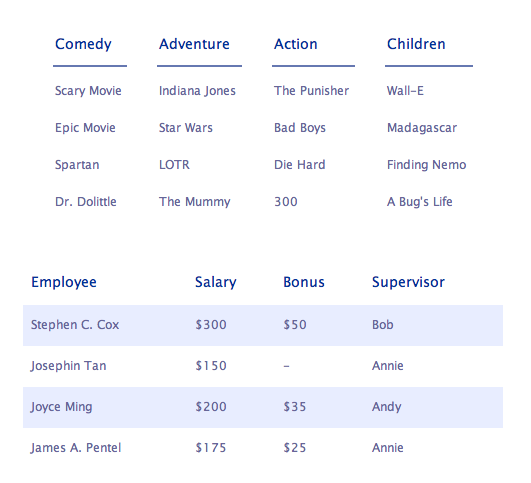 Comedy Adventure Action Children
Scary Movie Indiana Jones The Punisher Wall-E
Epic Movie Star Wars Bad Boys Madagascar
Spartan LOTR Die Hard Finding Nemo
Dr. Dolittle The Mummy 300 A Bug's Life
Employee Salary Bonus Supervisor
Stephen C. Cox $300 $50 Bob
Josephin Tan $150 - Annie
Joyce Ming $200 $35 Andy
James A. Pentel $175 $25 Annie